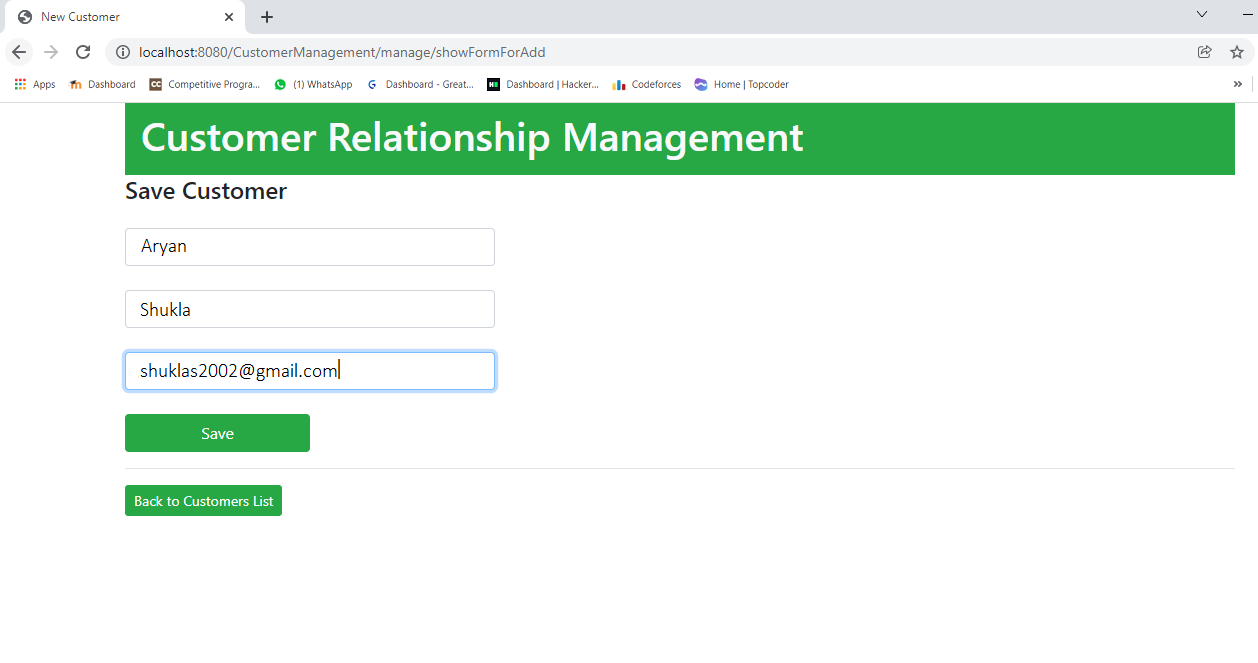 New Customer
localhost:8080/CustomerManagement/manage/showFormForAdd
Apps Dashboard CC Competitive Progra... (1) WhatsApp G Dashboard - Great... Dashboard | Hacker... Codeforces Home | Topcoder »
Customer Relationship Management
Save Customer
Aryan
Shukla
shuklas2002@gmail.com
Save
Back to Customers List